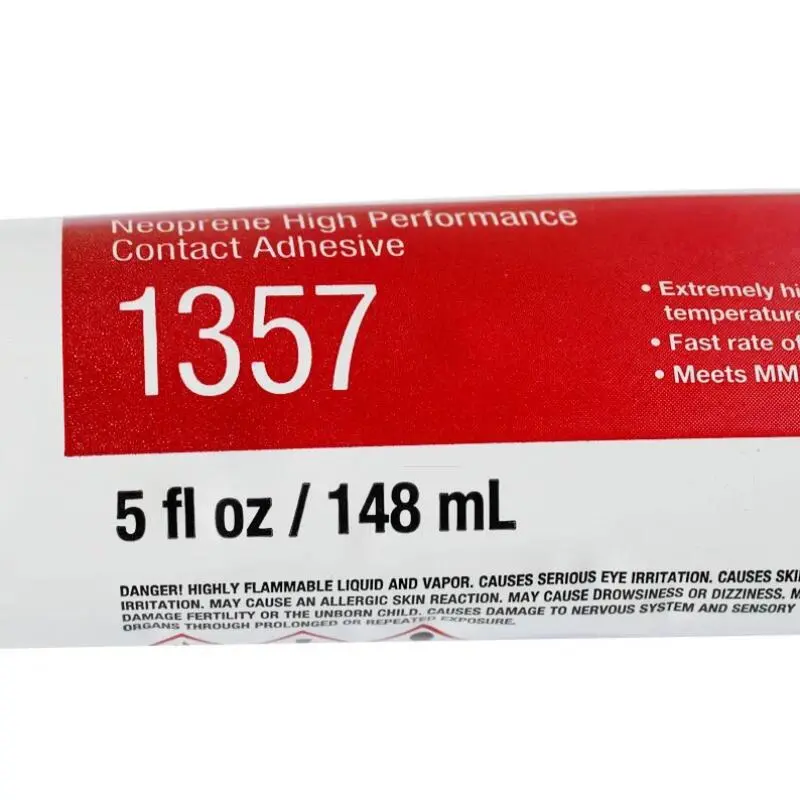 Neoprene High Performance
Contact Adhesive
1357
• Extremely
temperature
• Fast rate of
• Meets
5 fl oz / 148 mL
DANGER! HIGHLY FLAMMABLE LIQUID AND VAPOR. CAUSES SERIOUS EYE IRRITATION. CAUSES
IRRITATION. MAY CAUSE AN ALLERGIC SKIN REACTION. MAY CAUSE DROWSINESS OR DIZZINESS.
DAMAGE FERTILITY OR THE UNBORN CHILD. CAUSES DAMAGE TO NERVOUS SYSTEM AND SENSORY
ORGANS THROUGH PROLONGED OR REPEATED EXPOSURE.